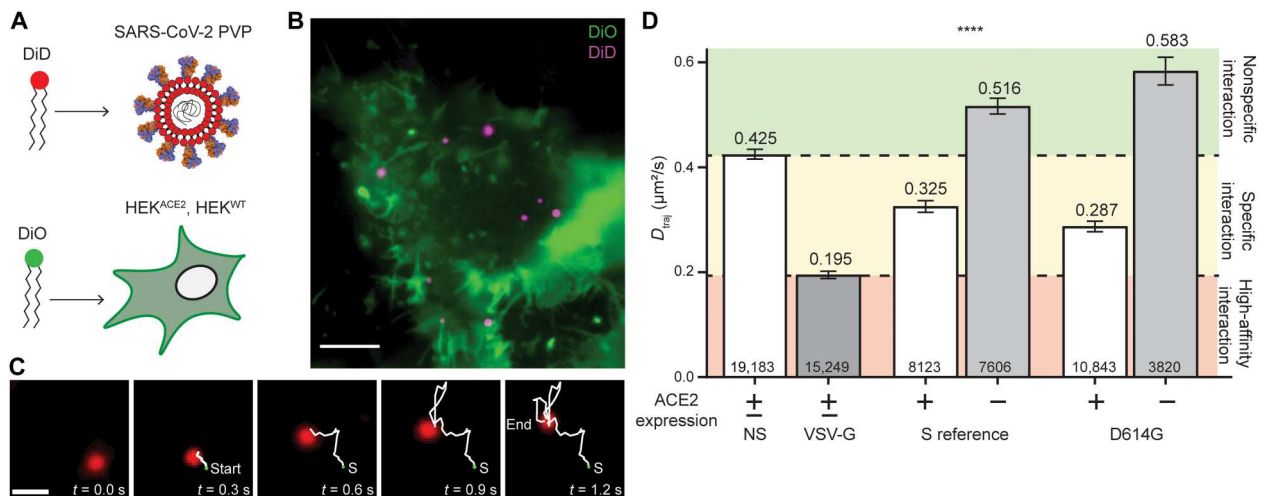 A
DiD
SARS-CoV-2 PVP
DiO
HEK^ACE2, HEK^WT
B
DiO
DiD
C
t = 0.0 s
Start
t = 0.3 s
S
t = 0.6 s
S
t = 0.9 s
End
S
t = 1.2 s
D
****
D_traj (µm²/s)
0.6
0.4
0.2
0.0
0.425
0.195
0.325
0.516
0.287
0.583
19,183
15,249
8123
7606
10,843
3820
Nonspecific
interaction
Specific
interaction
High-affinity
interaction
ACE2
expression
+ − + − + − + −
NS
VSV-G
S reference
D614G